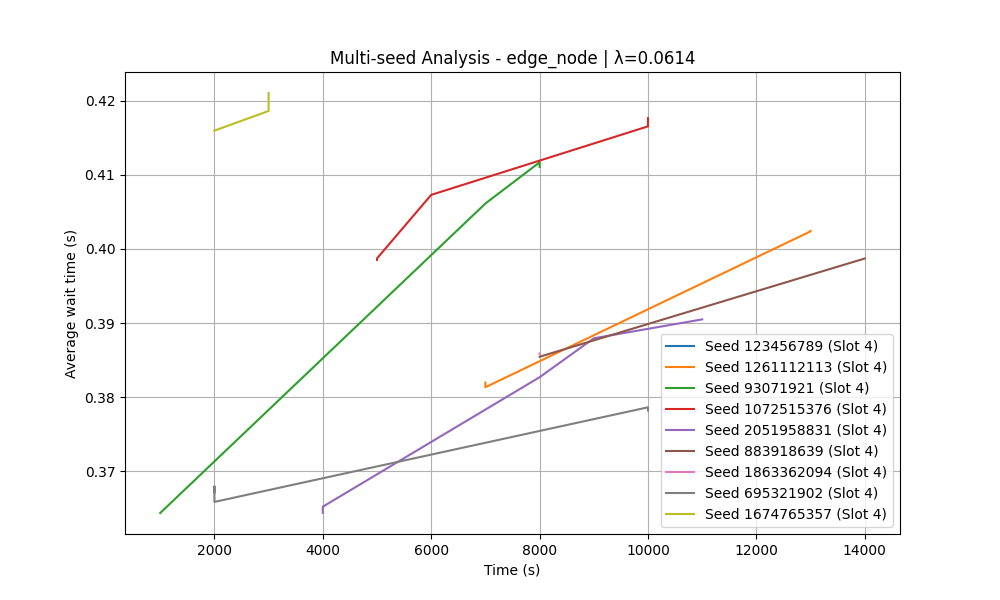 Multi-seed Analysis - edge_node | λ=0.0614
Average wait time (s)
0.42
0.41
0.40
0.39
0.38
0.37
Seed 123456789 (Slot 4)
Seed 1261112113 (Slot 4)
Seed 93071921 (Slot 4)
Seed 1072515376 (Slot 4)
Seed 2051958831 (Slot 4)
Seed 883918639 (Slot 4)
Seed 1863362094 (Slot 4)
Seed 695321902 (Slot 4)
Seed 1674765357 (Slot 4)
2000 4000 6000 8000 10000 12000 14000
Time (s)